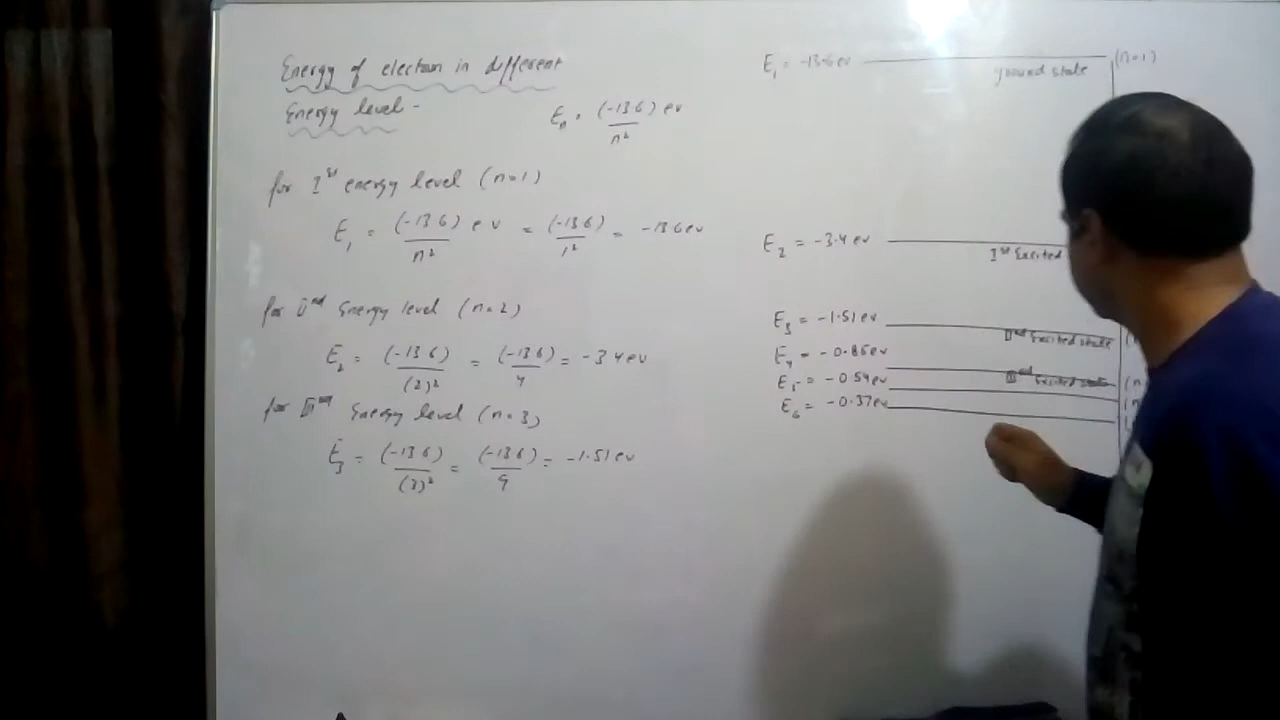 Energy of electron in different
Energy level -
Eₙ = (-13.6) ev
n²
for Iˢᵗ energy level (n=1)
E₁ = (-13.6) ev = (-13.6) = -13.6 ev
n² 1²
for IIⁿᵈ Energy level (n=2)
E₂ = (-13.6) = (-13.6) = -3.4 ev
(2)² 4
for IIIʳᵈ Energy level (n=3)
E₃ = (-13.6) = (-13.6) = -1.51 ev
(3)² 9
E₁ = -13.6 ev (n=1)
ground state
E₂ = -3.4 ev
Iˢᵗ Excited
E₃ = -1.51 ev
IIⁿᵈ Excited state
E₄ = -0.85 ev
IIIʳᵈ Excited state
E₅ = -0.54 ev
E₆ = -0.37 ev